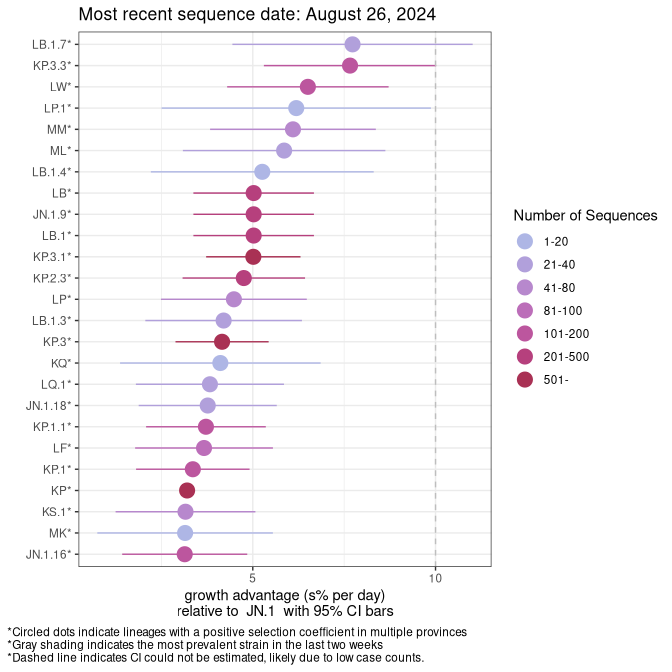 Most recent sequence date: August 26, 2024
LB.1.7*
KP.3.3*
LW*
LP.1*
MM*
ML*
LB.1.4*
LB*
JN.1.9*
LB.1*
KP.3.1*
KP.2.3*
LP*
LB.1.3*
KP.3*
KQ*
LQ.1*
JN.1.18*
KP.1.1*
LF*
KP.1*
KP*
KS.1*
MK*
JN.1.16*
5 10
growth advantage (s% per day)
relative to JN.1 with 95% CI bars
Number of Sequences
1-20
21-40
41-80
81-100
101-200
201-500
501-
*Circled dots indicate lineages with a positive selection coefficient in multiple provinces
*Gray shading indicates the most prevalent strain in the last two weeks
*Dashed line indicates CI could not be estimated, likely due to low case counts.